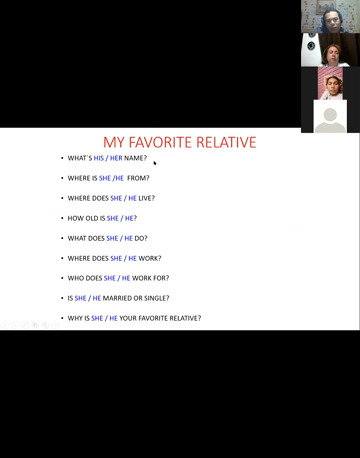 MY FAVORITE RELATIVE
• WHAT´S HIS / HER NAME?
• WHERE IS SHE /HE FROM?
• WHERE DOES SHE / HE LIVE?
• HOW OLD IS SHE / HE?
• WHAT DOES SHE / HE DO?
• WHERE DOES SHE / HE WORK?
• WHO DOES SHE / HE WORK FOR?
• IS SHE / HE MARRIED OR SINGLE?
• WHY IS SHE / HE YOUR FAVORITE RELATIVE?